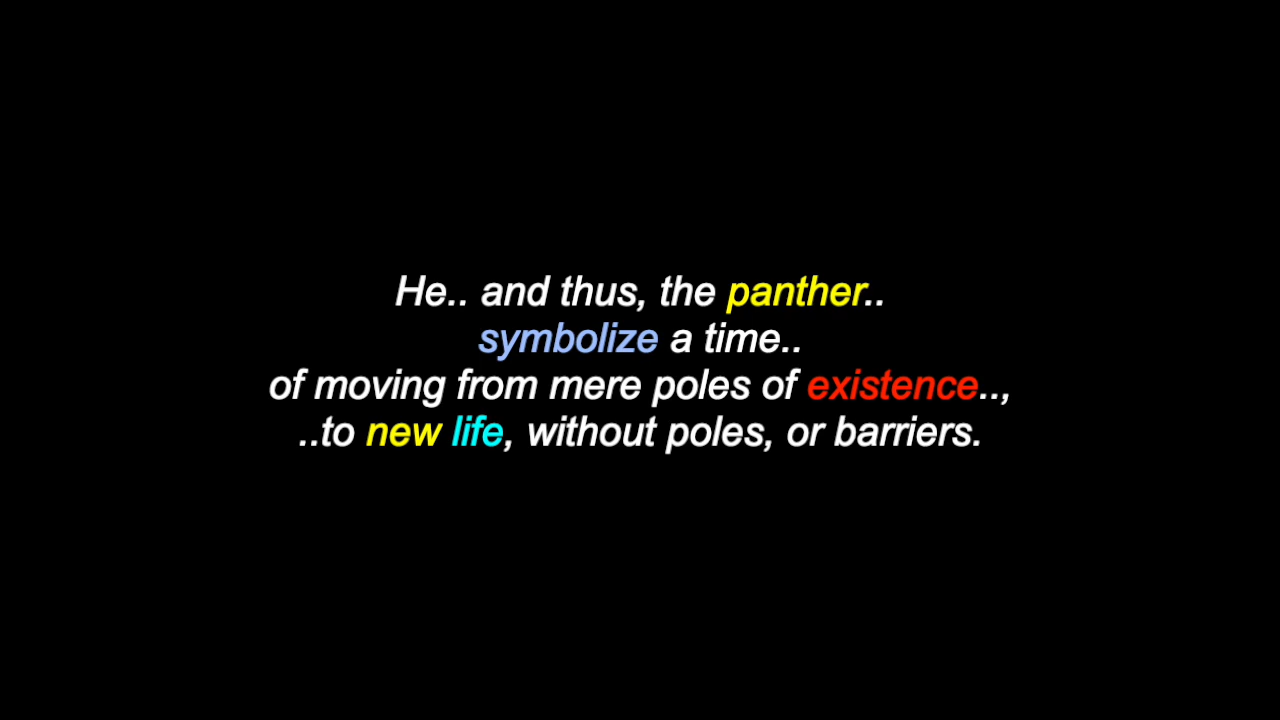 He.. and thus, the panther..
symbolize a time..
of moving from mere poles of existence..,
..to new life, without poles, or barriers.